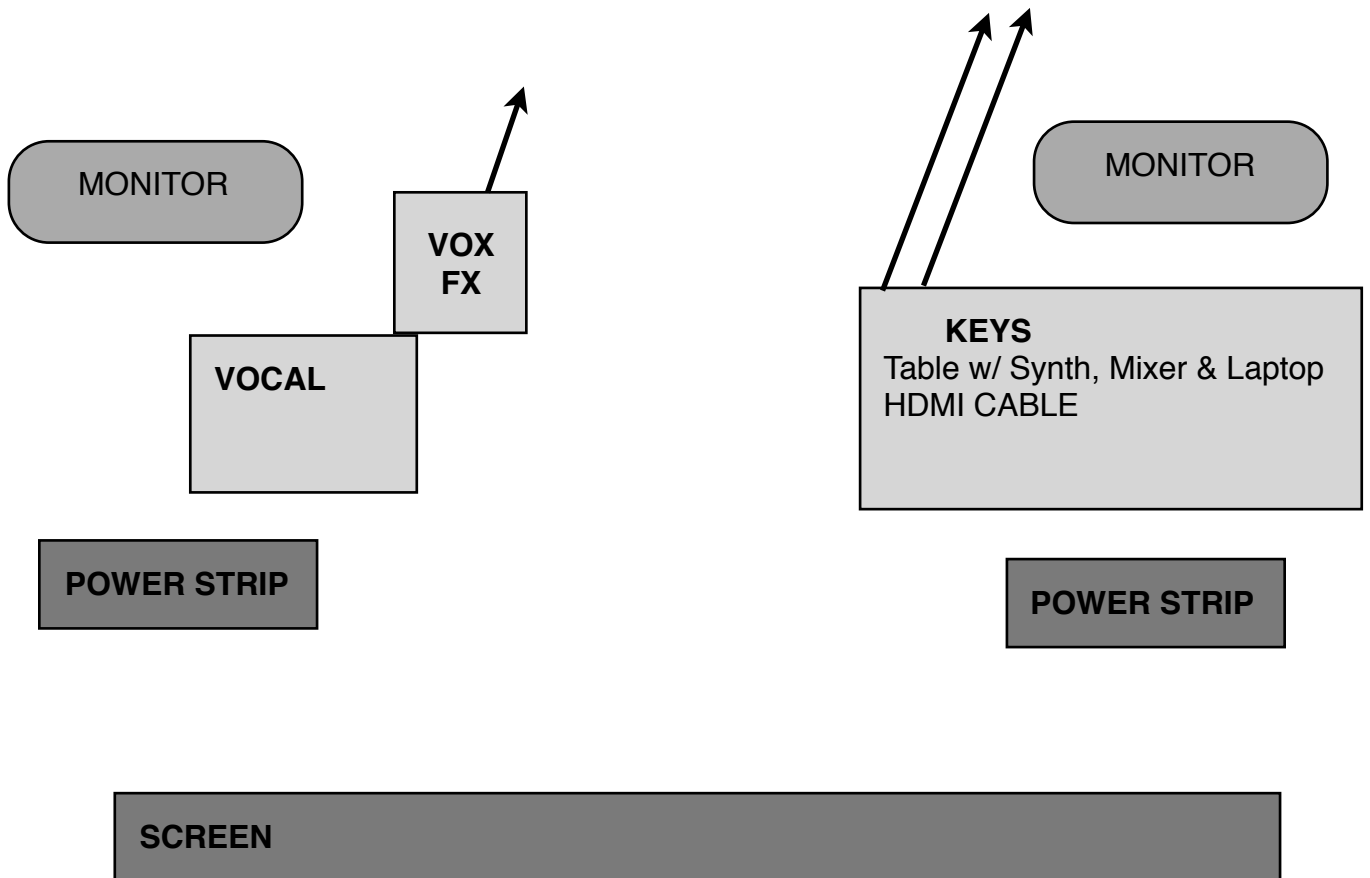 MONITOR
MONITOR
VOX
FX
KEYS
Table w/ Synth, Mixer & Laptop
HDMI CABLE
VOCAL
POWER STRIP
POWER STRIP
SCREEN